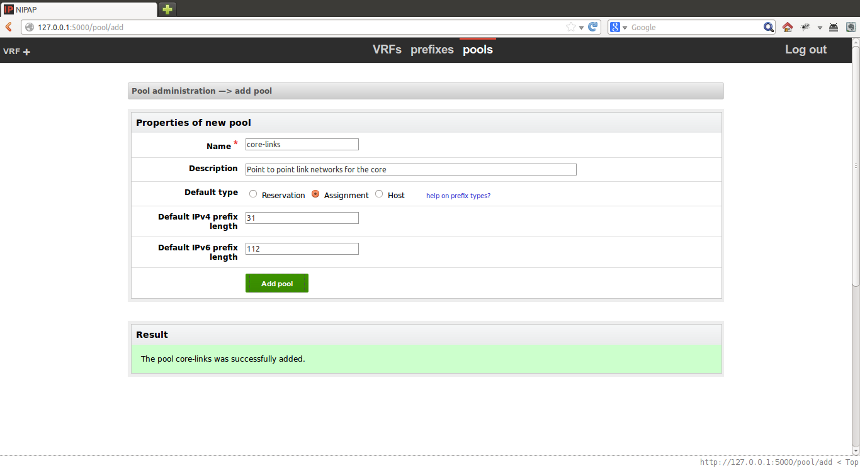 NIPAP
127.0.0.1:5000/pool/add
Google
VRF +
VRFs prefixes pools
Log out
Pool administration —> add pool
Properties of new pool
Name *
core-links
Description
Point to point link networks for the core
Default type
Reservation Assignment Host
help on prefix types?
Default IPv4 prefix
length
31
Default IPv6 prefix
length
112
Add pool
Result
The pool core-links was successfully added.
http://127.0.0.1:5000/pool/add < Top